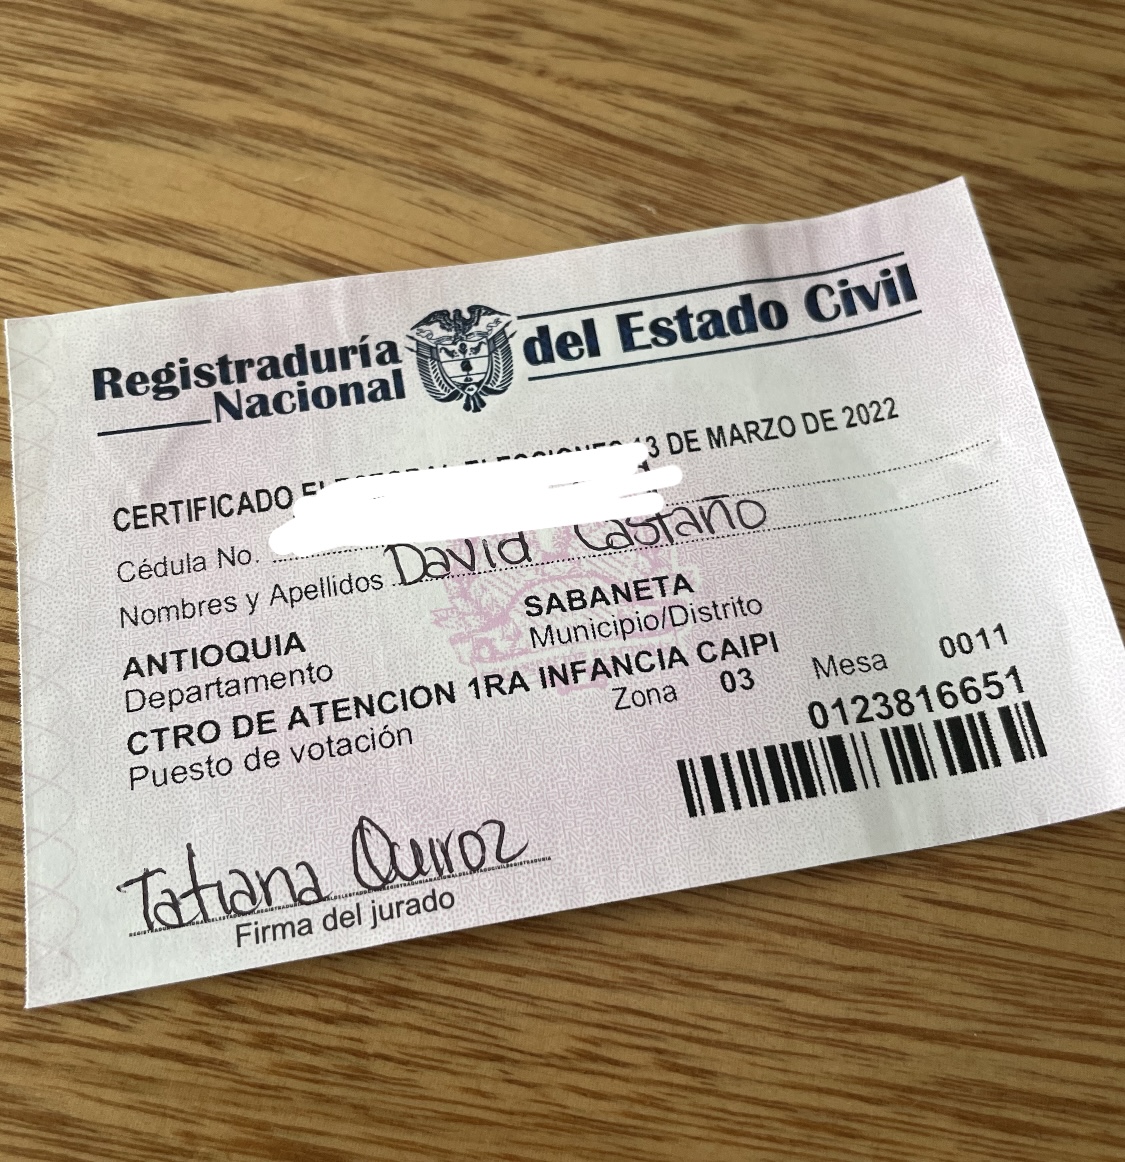 Registraduría Nacional del Estado Civil
CERTIFICADO ELECTORAL ELECCIONES 13 DE MARZO DE 2022
Cédula No.
Nombres y Apellidos David Castaño
ANTIOQUIA SABANETA
Departamento Municipio/Distrito
CTRO DE ATENCION 1RA INFANCIA CAIPI
Puesto de votación Zona 03 Mesa 0011
0123816651
Tatiana Quiroz
Firma del jurado